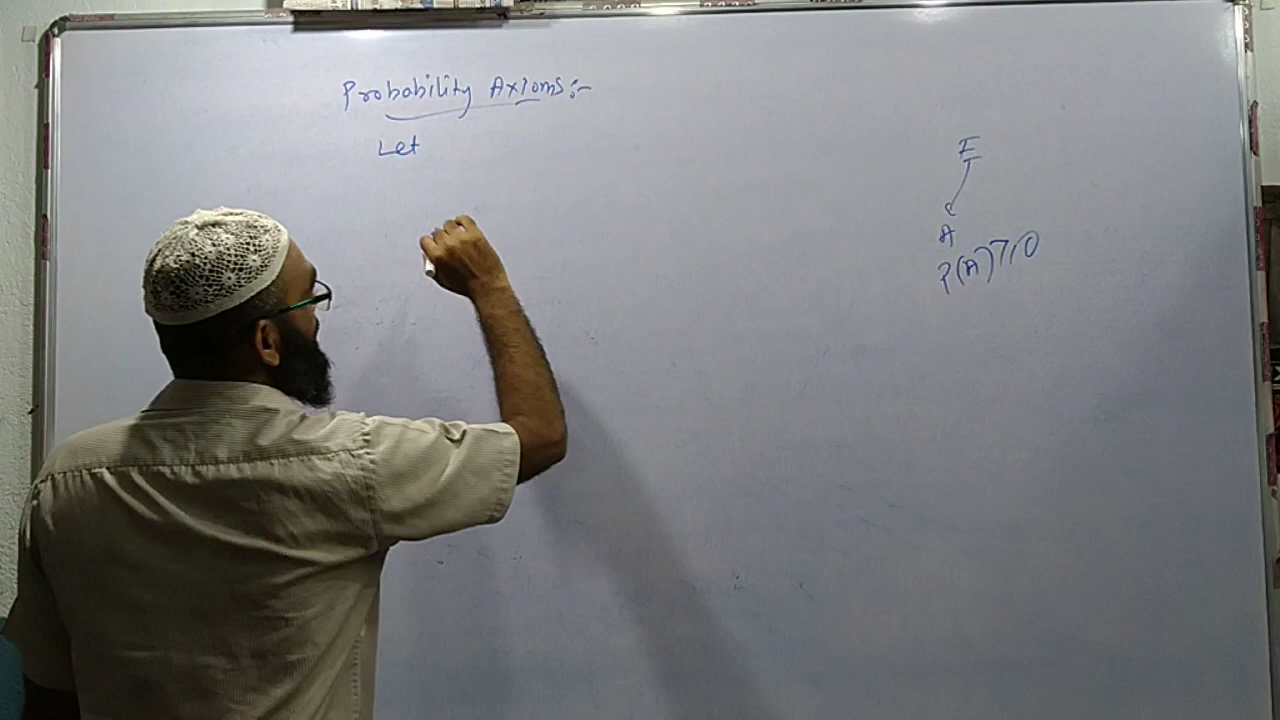 Probability Axioms :-
Let
E
A
P(A) ≥ 0